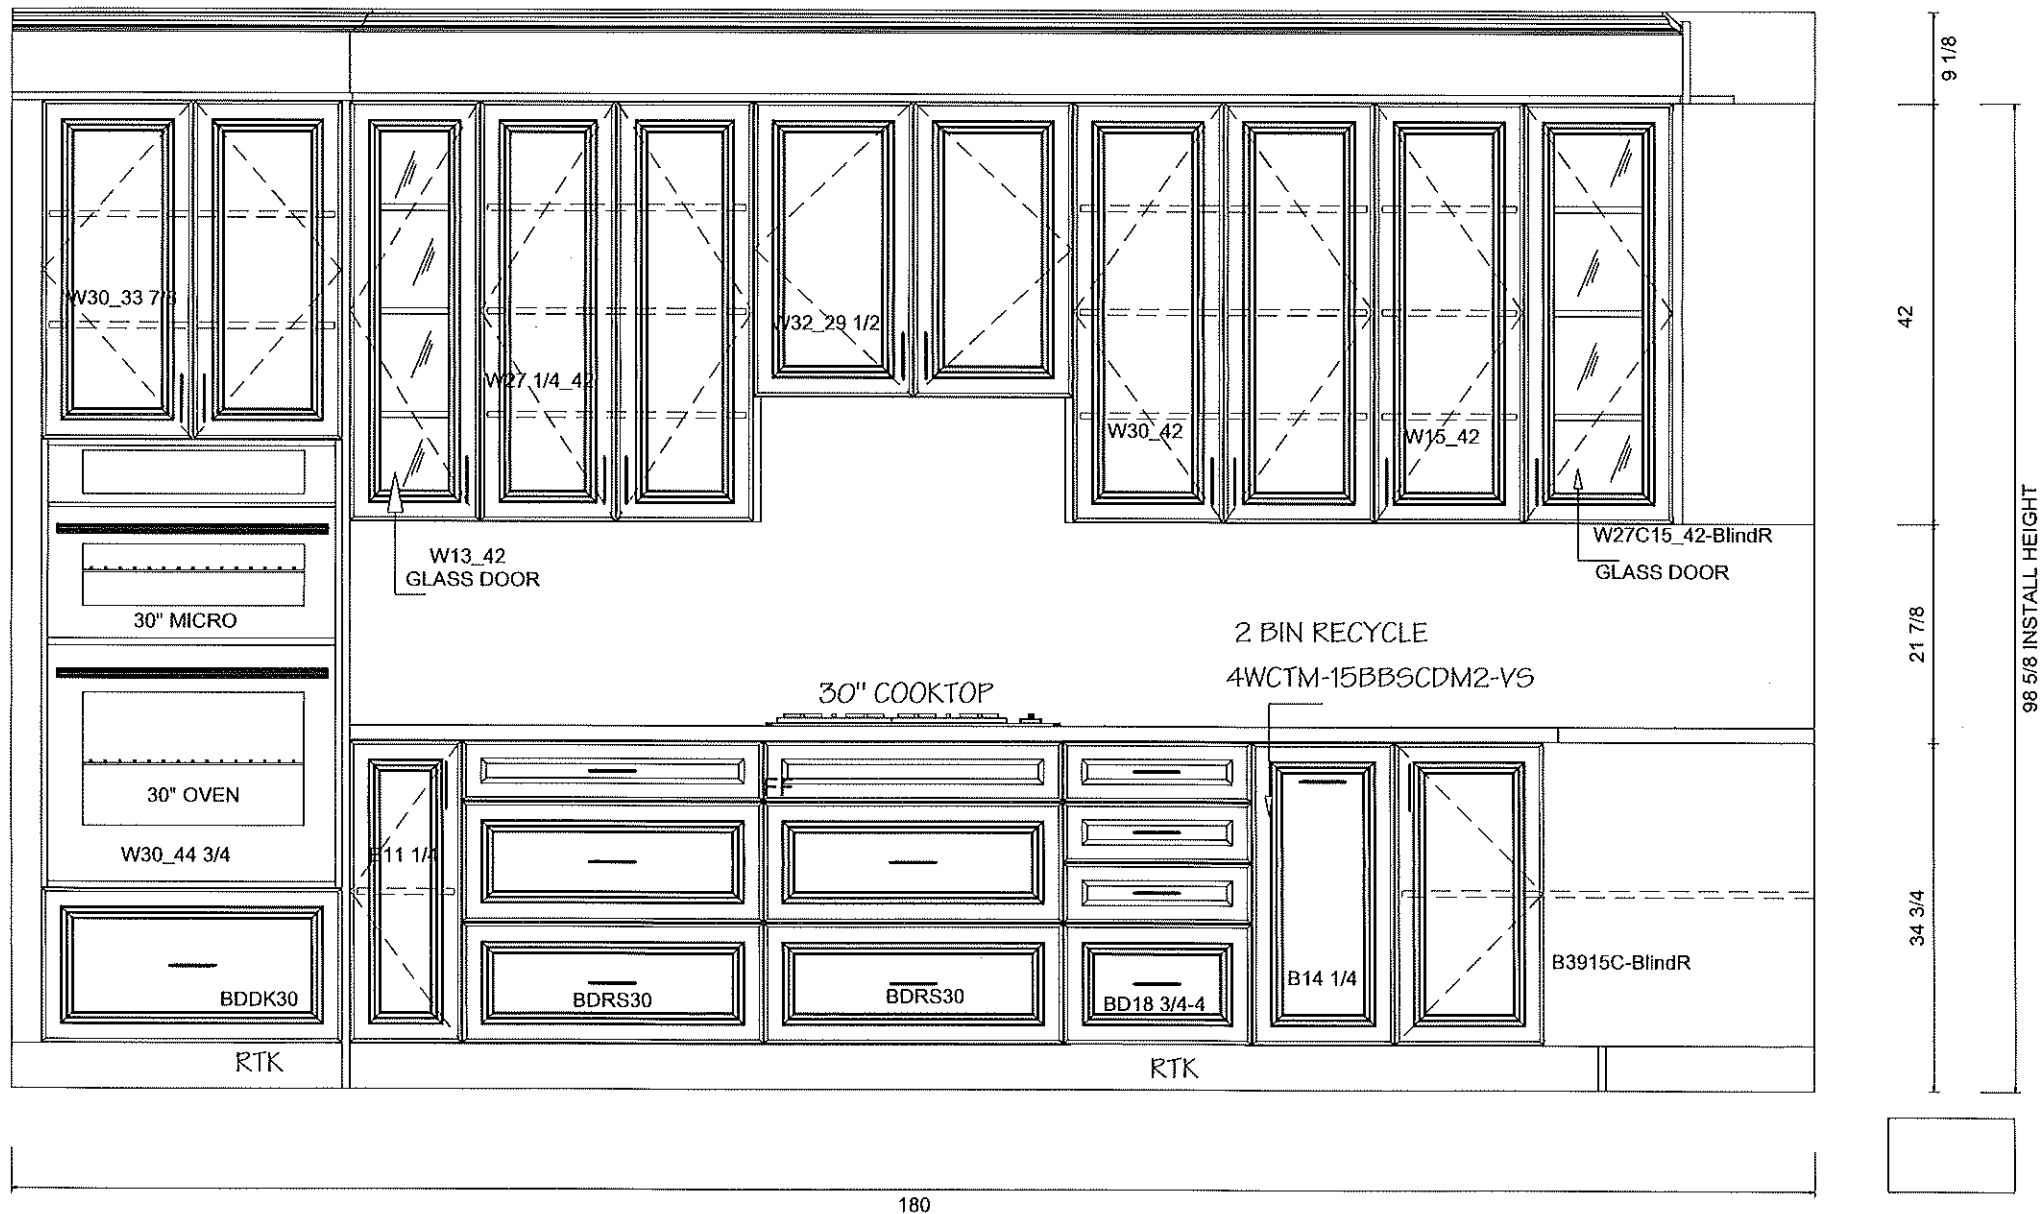 9 1/8
W30_33 7/8
W32_29 1/2
42
W27 1/4_42
W30_42
W15_42
W13_42
GLASS DOOR
W27C15_42-BlindR
GLASS DOOR
98 5/8 INSTALL HEIGHT
30" MICRO
2 BIN RECYCLE
4WCTM-15BBSCDM2-VS
21 7/8
30" COOKTOP
30" OVEN
W30_44 3/4
B11 1/4
34 3/4
B3915C-BlindR
B14 1/4
BDDK30
BDRS30
BDRS30
BD18 3/4-4
RTK
RTK
180